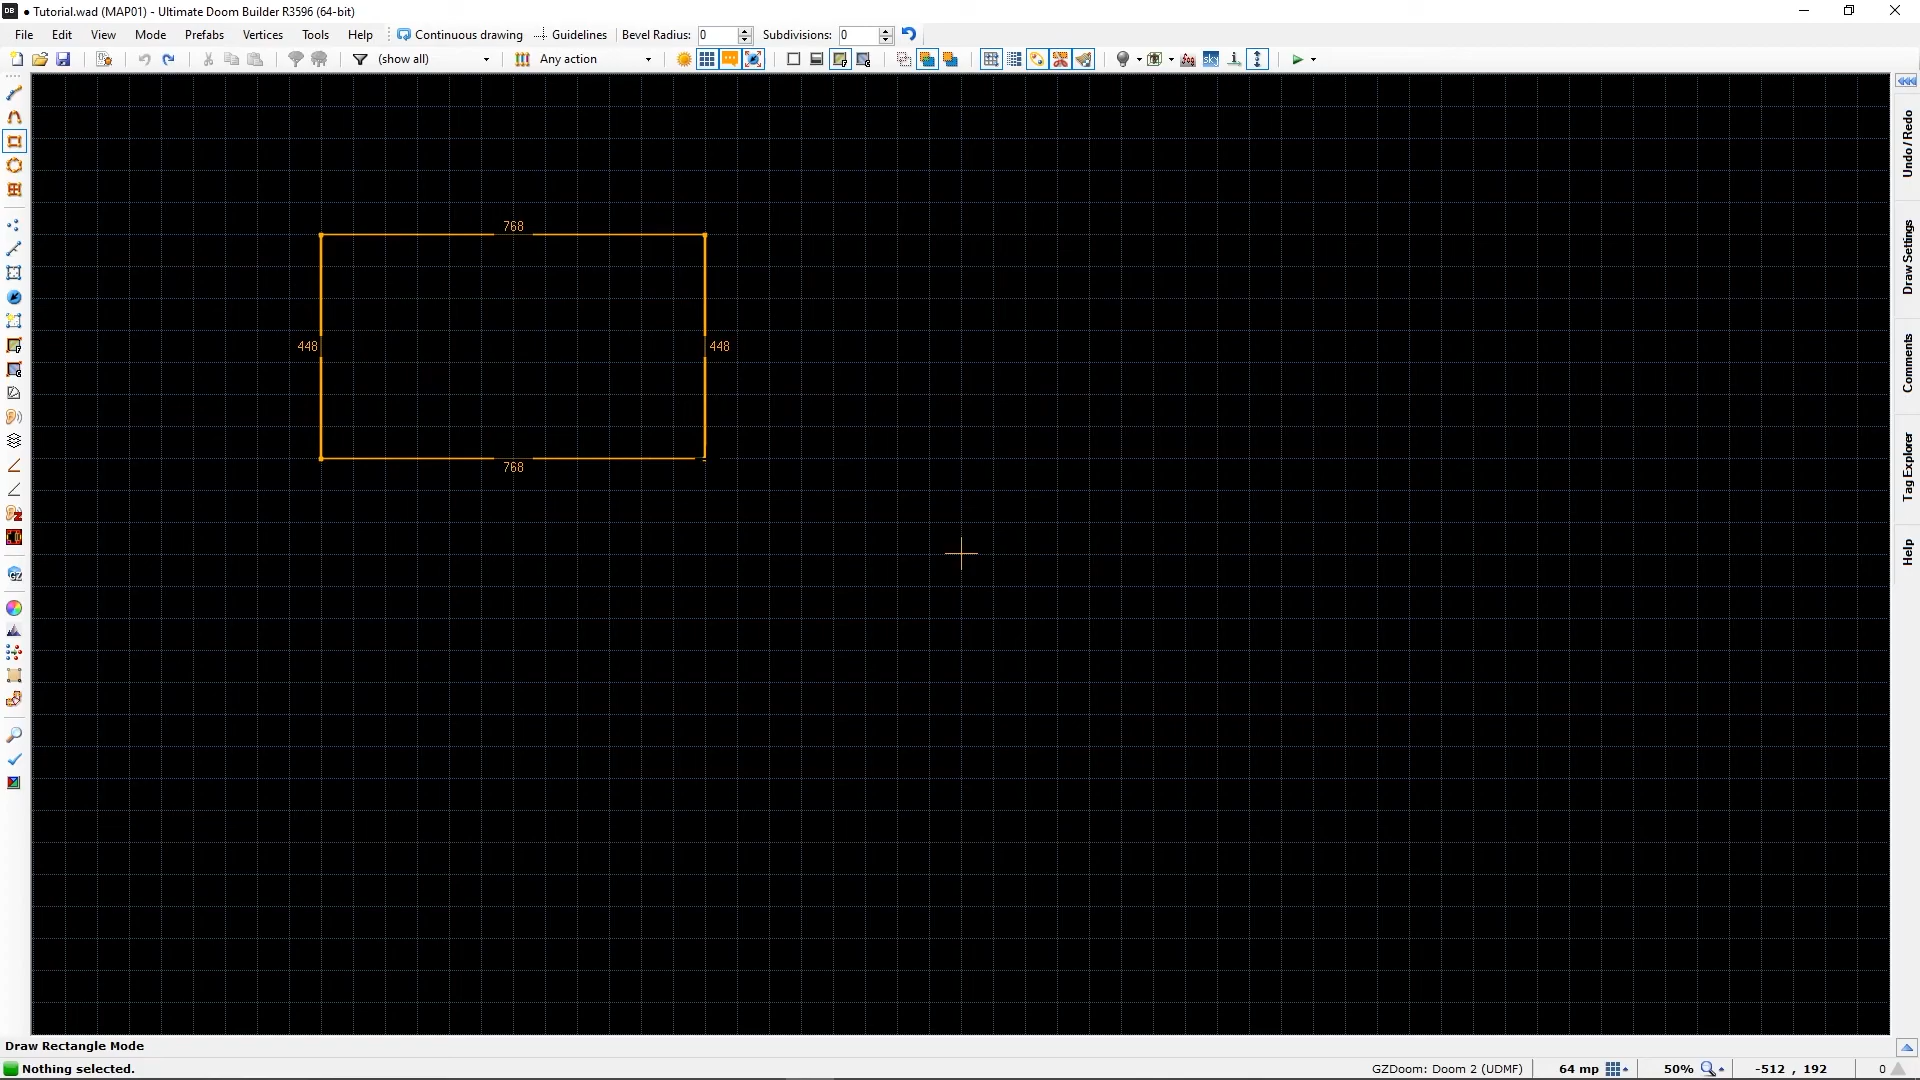 ● Tutorial.wad (MAP01) - Ultimate Doom Builder R3596 (64-bit)
File Edit View Mode Prefabs Vertices Tools Help Continuous drawing Guidelines Bevel Radius: 0 Subdivisions: 0
(show all) Any action
768
448
448
768
Undo / Redo
Draw Settings
Comments
Tag Explorer
Help
Draw Rectangle Mode
Nothing selected. GZDoom: Doom 2 (UDMF) 64 mp 50% -512 , 192 0